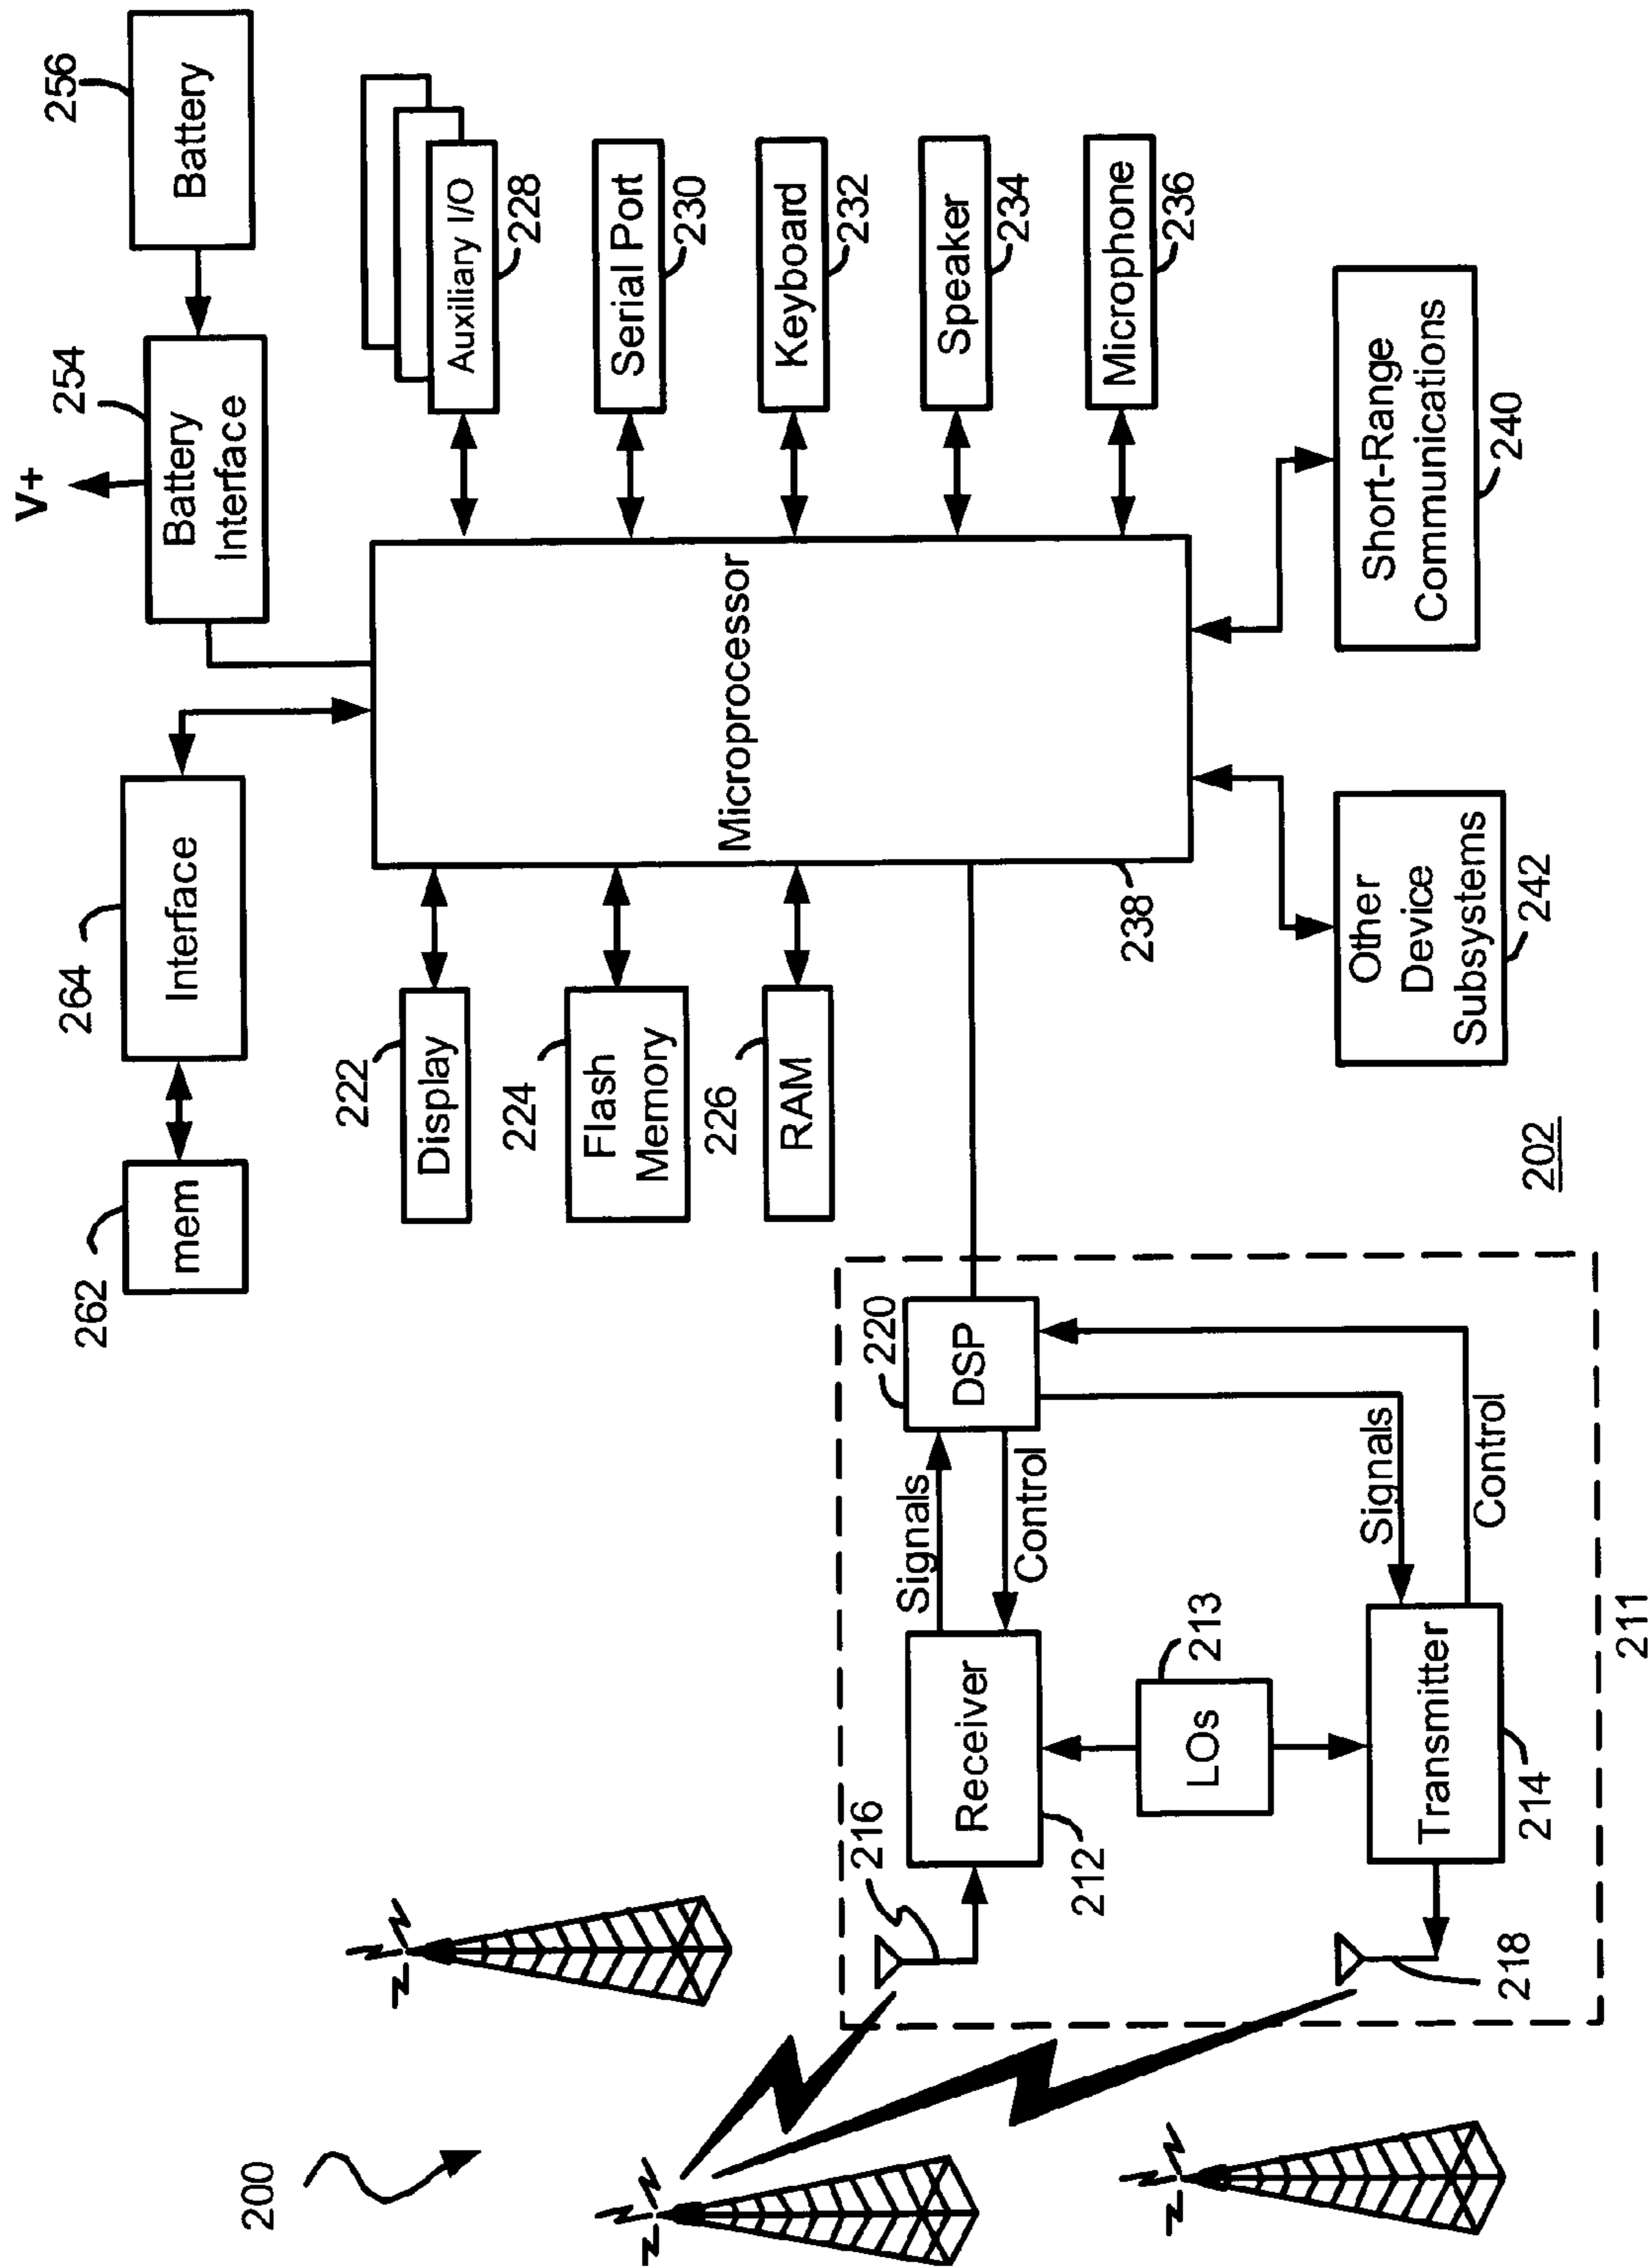 200
262
mem
264
Interface
V+
254
Battery
Interface
256
Battery
222
Display
224
Flash
Memory
226
RAM
Microprocessor
238
Auxiliary I/O
228
Serial Port
230
Keyboard
232
Speaker
234
Microphone
236
216
Receiver
212
Signals
Control
220
DSP
LOs
213
Transmitter
214
Signals
Control
218
211
202
Other
Device
Subsystems
242
Short-Range
Communications
240